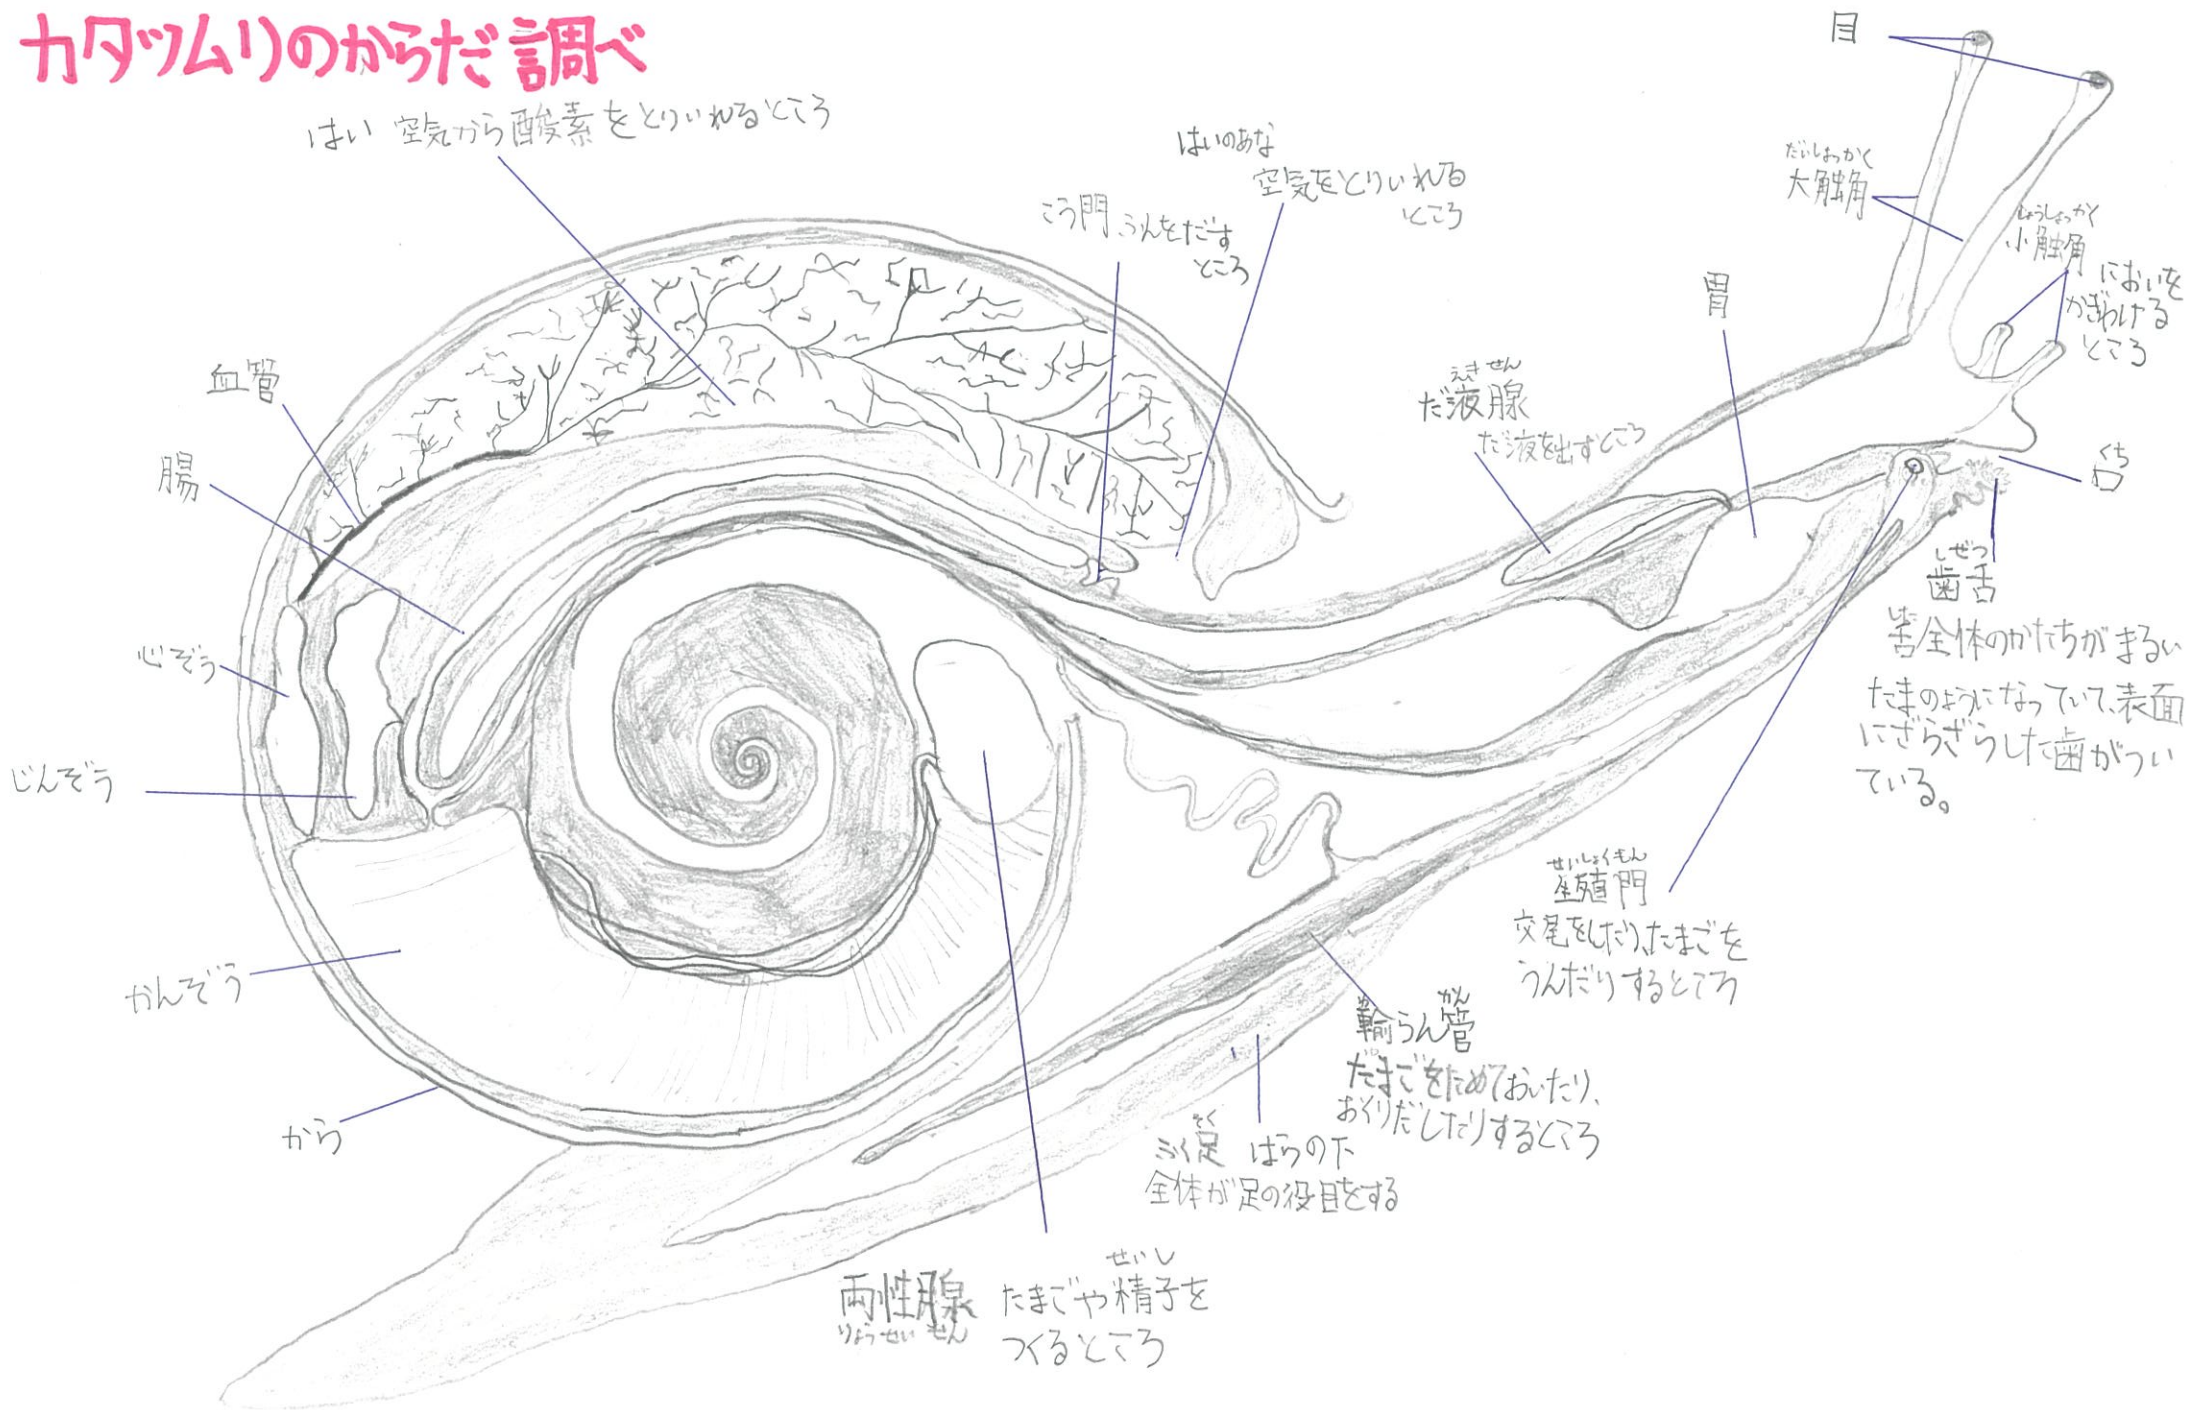 カタツムリのからだ調べ
はい 空気から酸素をとりいれるところ
はいのあな
空気をとりいれる
ところ
こう門 うんをだす
ところ
目
だいしょっかく
大触角
しょうしょっかく
小触角
においを
かぎわける
ところ
胃
えきせん
だ液腺
だ液を出すところ
くち
口
しぜつ
歯舌
した
舌全体のかたちがまるい
たまのようになっていて、表面
にざらざらした歯がつい
ている。
血管
腸
心ぞう
じんぞう
かんぞう
から
せいしょくもん
生殖門
交尾をしたり、たまごを
うんだりするところ
ゆ かん
輸らん管
たまごをためておいたり、
おくりだしたりするところ
そく
ふく足 はらの下
全体が足の役目をする
両性腺
りょうせいせん
せいし
たまごや精子を
つくるところ